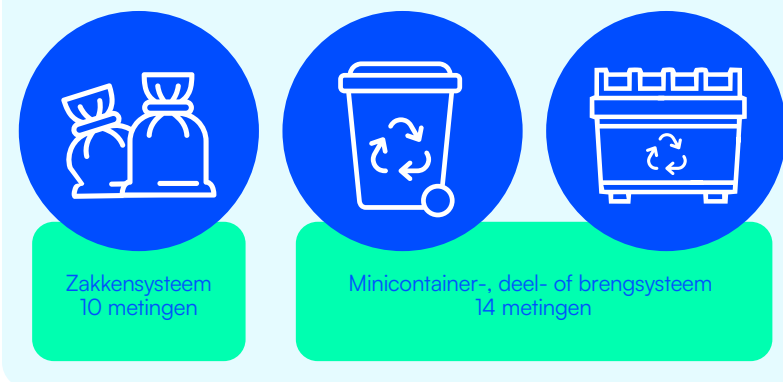 Zakkensysteem
10 metingen
Minicontainer-, deel- of brengsysteem
14 metingen